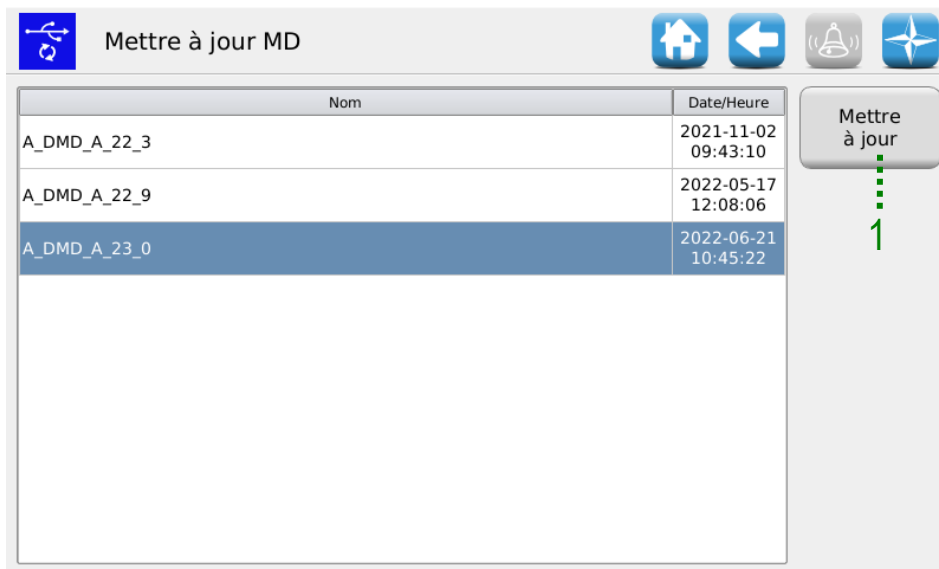 Mettre à jour MD
Nom
Date/Heure
A_DMD_A_22_3
2021-11-02
09:43:10
A_DMD_A_22_9
2022-05-17
12:08:06
A_DMD_A_23_0
2022-06-21
10:45:22
Mettre
à jour
1